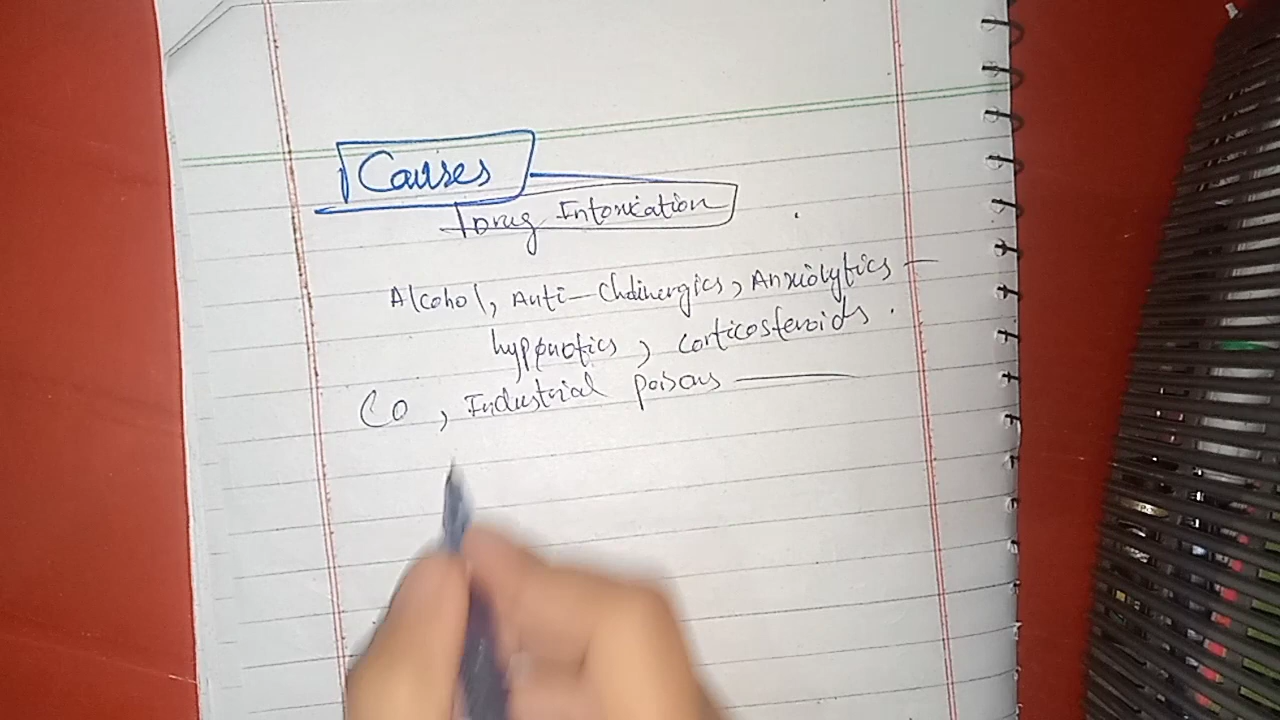 Causes
Drug Intoxication
Alcohol, Anti-Cholinergics, Anxiolytics -
hypnotics, corticosteroids.
Co, Industrial poisons